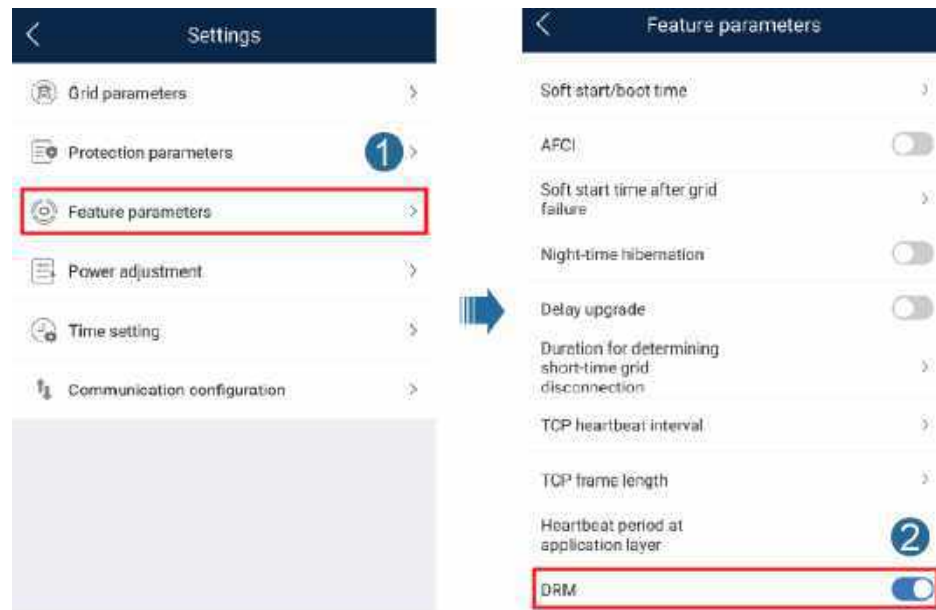 Settings
Grid parameters
Protection parameters
1
Feature parameters
Power adjustment
Time setting
Communication configuration
Feature parameters
Soft start/boot time
AFCI
Soft start time after grid
failure
Night-time hibernation
Delay upgrade
Duration for determining
short-time grid
disconnection
TCP heartbeat interval
TCP frame length
Heartbeat period at
application layer
2
DRM